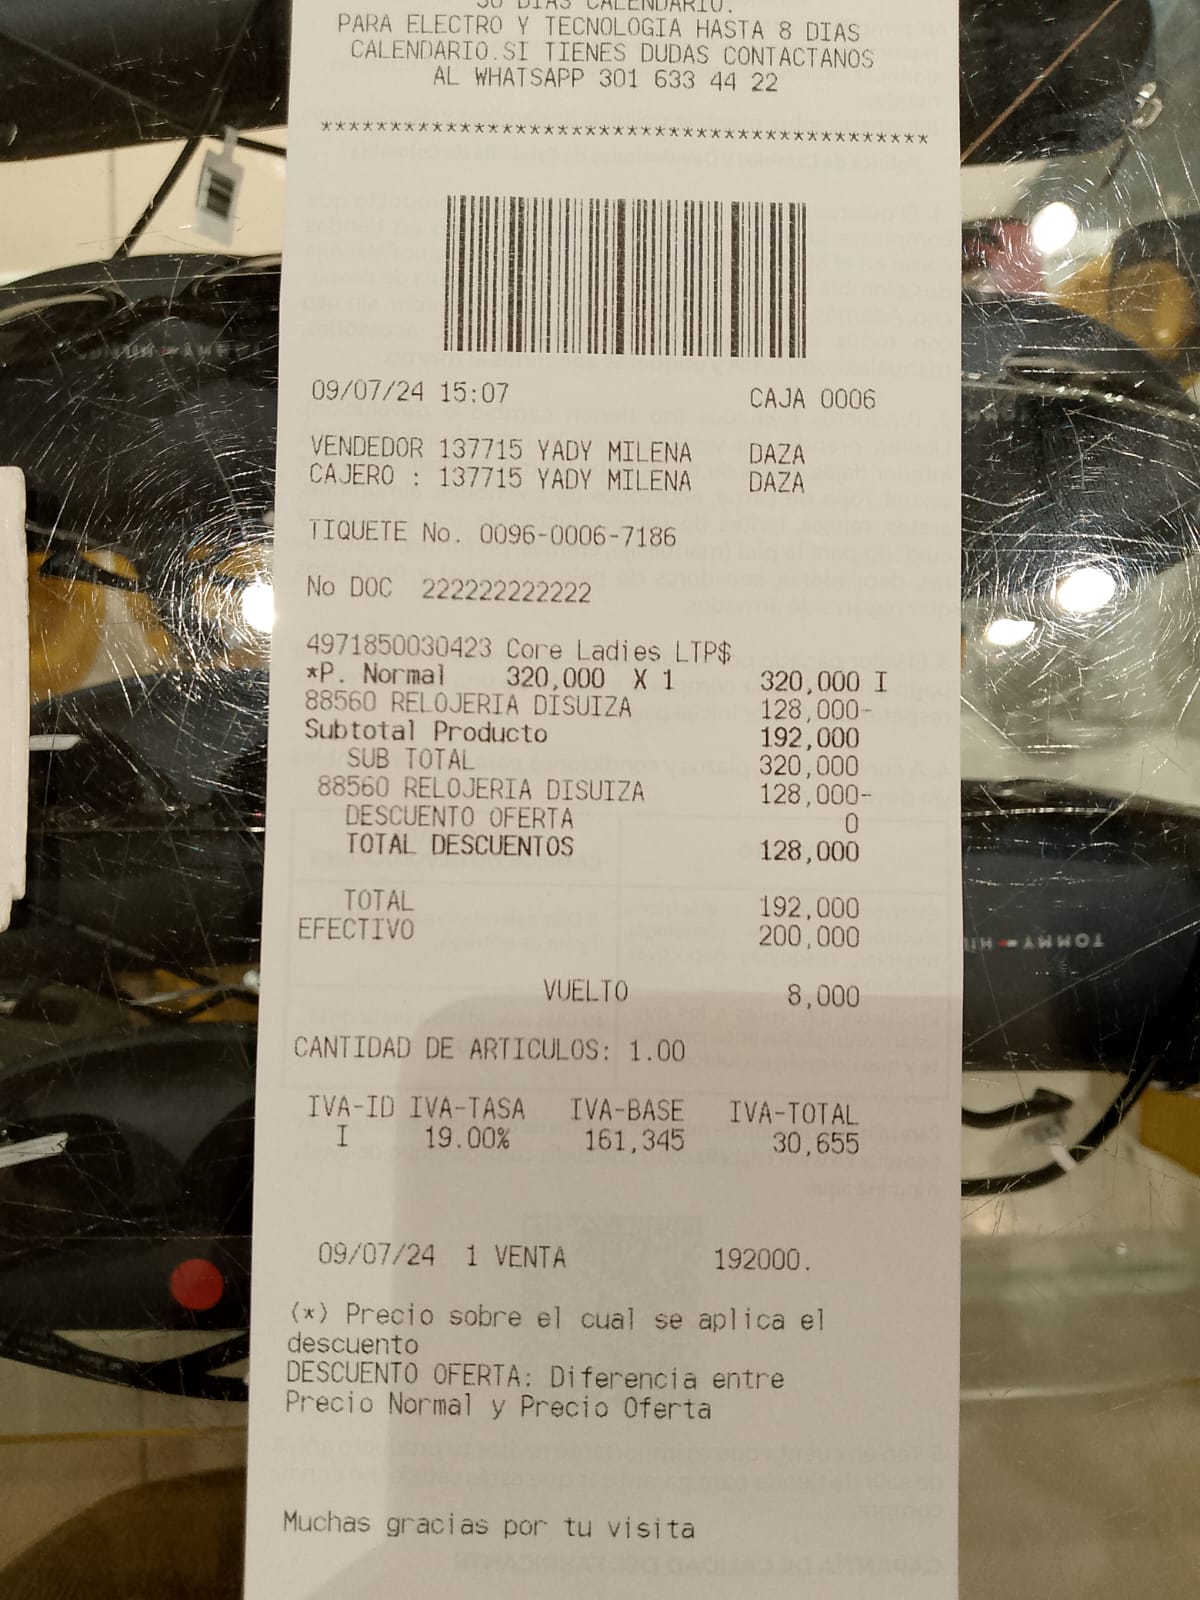 30 DIAS CALENDARIO.
PARA ELECTRO Y TECNOLOGIA HASTA 8 DIAS
CALENDARIO.SI TIENES DUDAS CONTACTANOS
AL WHATSAPP 301 633 44 22
********************************************
09/07/24 15:07 CAJA 0006
VENDEDOR 137715 YADY MILENA DAZA
CAJERO : 137715 YADY MILENA DAZA
TIQUETE No. 0096-0006-7186
No DOC 222222222222
4971850030423 Core Ladies LTP$
*P. Normal 320,000 X 1 320,000 I
88560 RELOJERIA DISUIZA 128,000-
Subtotal Producto 192,000
SUB TOTAL 320,000
88560 RELOJERIA DISUIZA 128,000-
DESCUENTO OFERTA 0
TOTAL DESCUENTOS 128,000
TOTAL 192,000
EFECTIVO 200,000
VUELTO 8,000
CANTIDAD DE ARTICULOS: 1.00
IVA-ID IVA-TASA IVA-BASE IVA-TOTAL
I 19.00% 161,345 30,655
09/07/24 1 VENTA 192000.
(*) Precio sobre el cual se aplica el
descuento
DESCUENTO OFERTA: Diferencia entre
Precio Normal y Precio Oferta
Muchas gracias por tu visita
TOMMY HIL